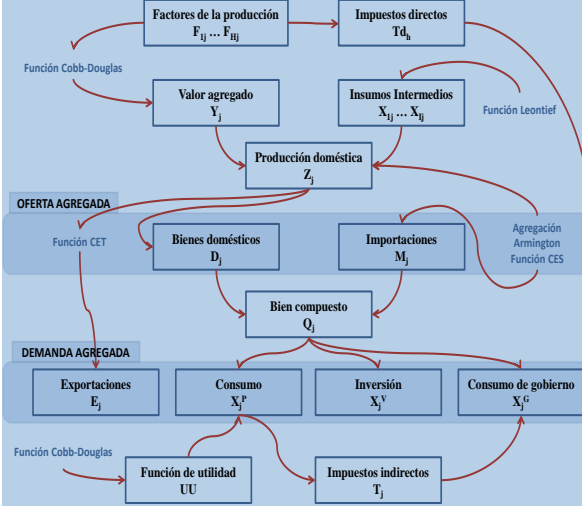 Factores de la producción
F1j ... FHj
Impuestos directos
Tdh
Función Cobb-Douglas
Valor agregado
Yj
Insumos Intermedios
X1j ... XIj
Función Leontief
Producción doméstica
Zj
OFERTA AGREGADA
Función CET
Bienes domésticos
Dj
Importaciones
Mj
Agregación
Armington
Función CES
Bien compuesto
Qj
DEMANDA AGREGADA
Exportaciones
Ej
Consumo
XjP
Inversión
XjV
Consumo de gobierno
XjG
Función Cobb-Douglas
Función de utilidad
UU
Impuestos indirectos
Tj